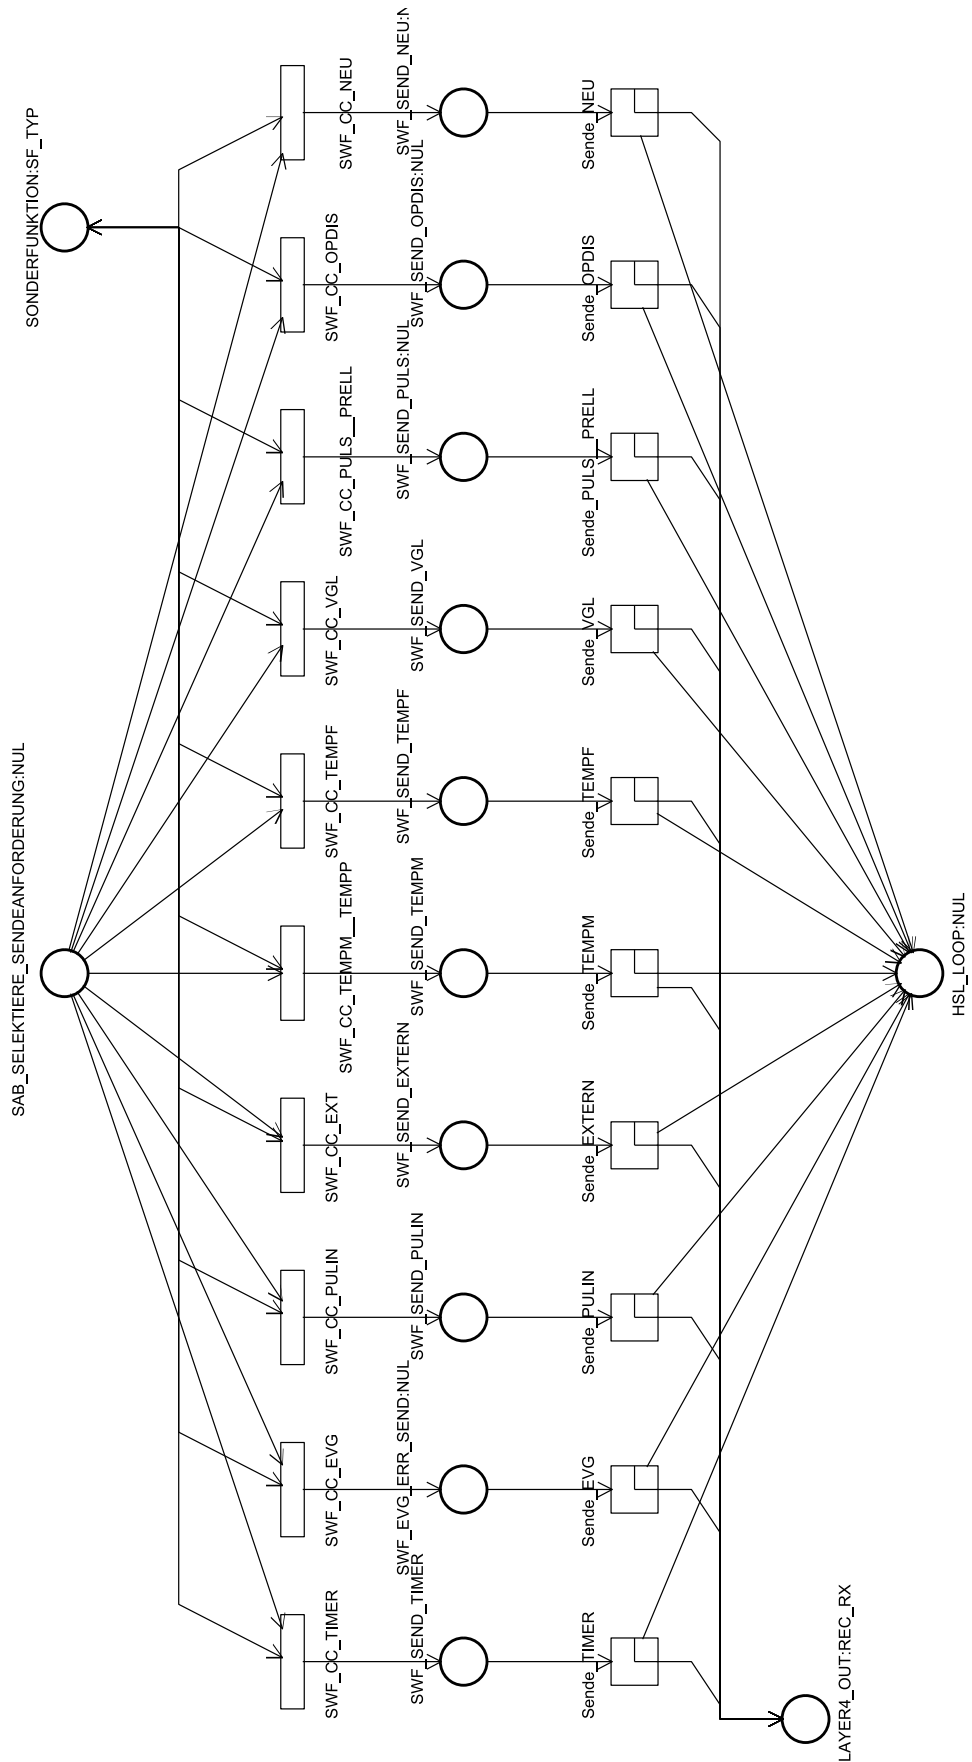 SAB_SELEKTIERE_SENDEANFORDERUNG:NUL
SONDERFUNKTION:SF_TYP
SWF_CC_TIMER
SWF_CC_EVG
SWF_CC_PULIN
SWF_CC_EXT
SWF_CC_TEMPM__TEMPP
SWF_CC_TEMPF
SWF_CC_VGL
SWF_CC_PULS__PRELL
SWF_CC_OPDIS
SWF_CC_NEU
SWF_SEND_TIMER
SWF_EVG_ERR_SEND:NUL
SWF_SEND_PULIN
SWF_SEND_EXTERN
SWF_SEND_TEMPM
SWF_SEND_TEMPF
SWF_SEND_VGL
SWF_SEND_PULS:NUL
SWF_SEND_OPDIS:NUL
SWF_SEND_NEU:N
Sende_TIMER
Sende_EVG
Sende_PULIN
Sende_EXTERN
Sende_TEMPM
Sende_TEMPF
Sende_VGL
Sende_PULS__PRELL
Sende_OPDIS
Sende_NEU
LAYER4_OUT:REC_RX
HSL_LOOP:NUL